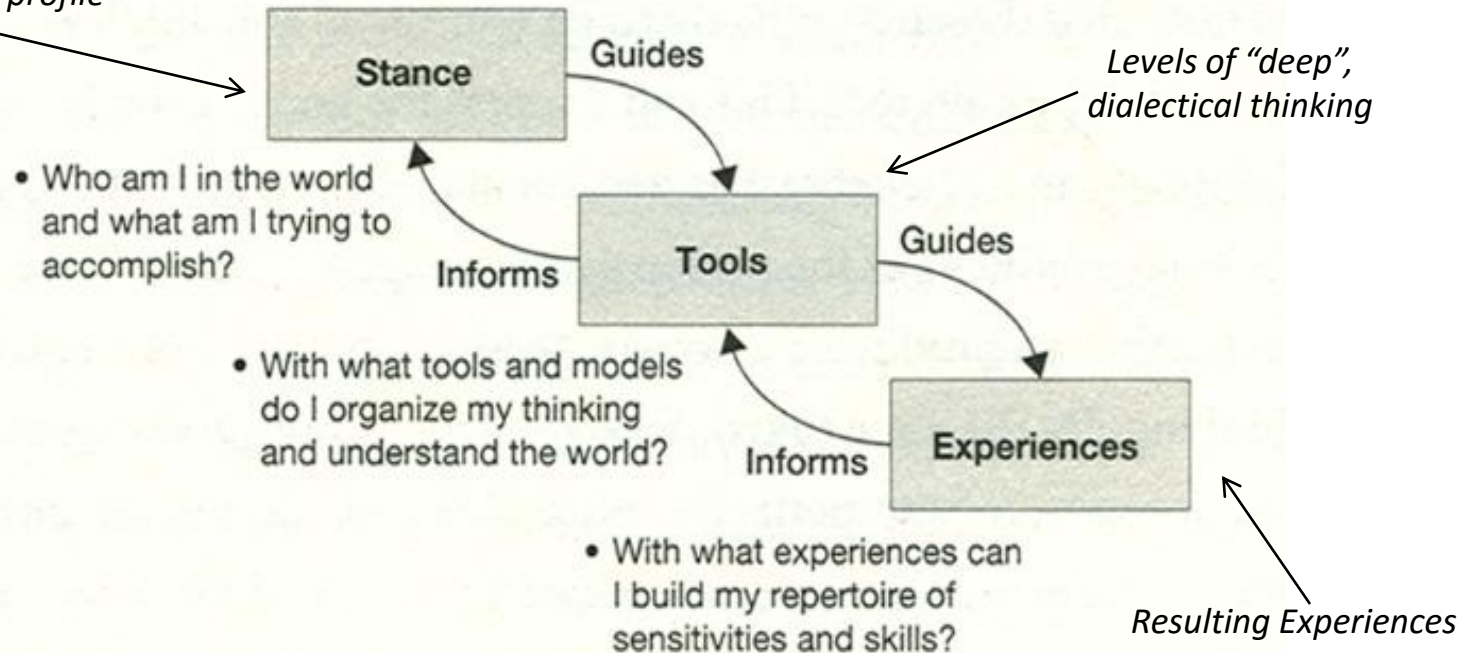 profile
Stance
Guides
Levels of “deep”,
dialectical thinking
• Who am I in the world
and what am I trying to
accomplish?
Informs
Tools
Guides
• With what tools and models
do I organize my thinking
and understand the world?
Informs
Experiences
• With what experiences can
I build my repertoire of
sensitivities and skills?
Resulting Experiences